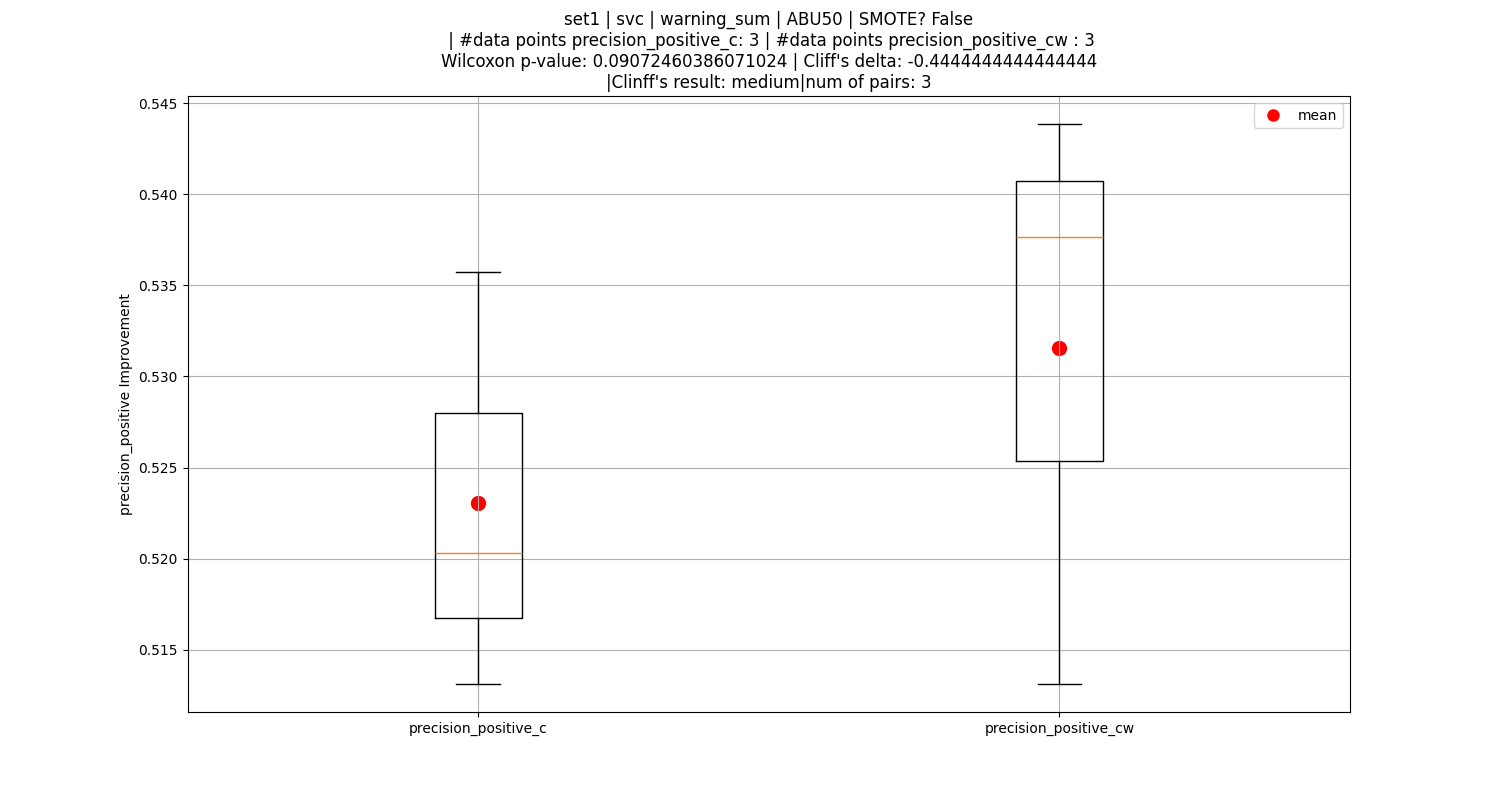 set1 | svc | warning_sum | ABU50 | SMOTE? False
| #data points precision_positive_c: 3 | #data points precision_positive_cw : 3
Wilcoxon p-value: 0.09072460386071024 | Cliff's delta: -0.4444444444444444
|Clinff's result: medium|num of pairs: 3
mean
0.545
0.540
0.535
0.530
0.525
0.520
0.515
precision_positive Improvement
precision_positive_c
precision_positive_cw